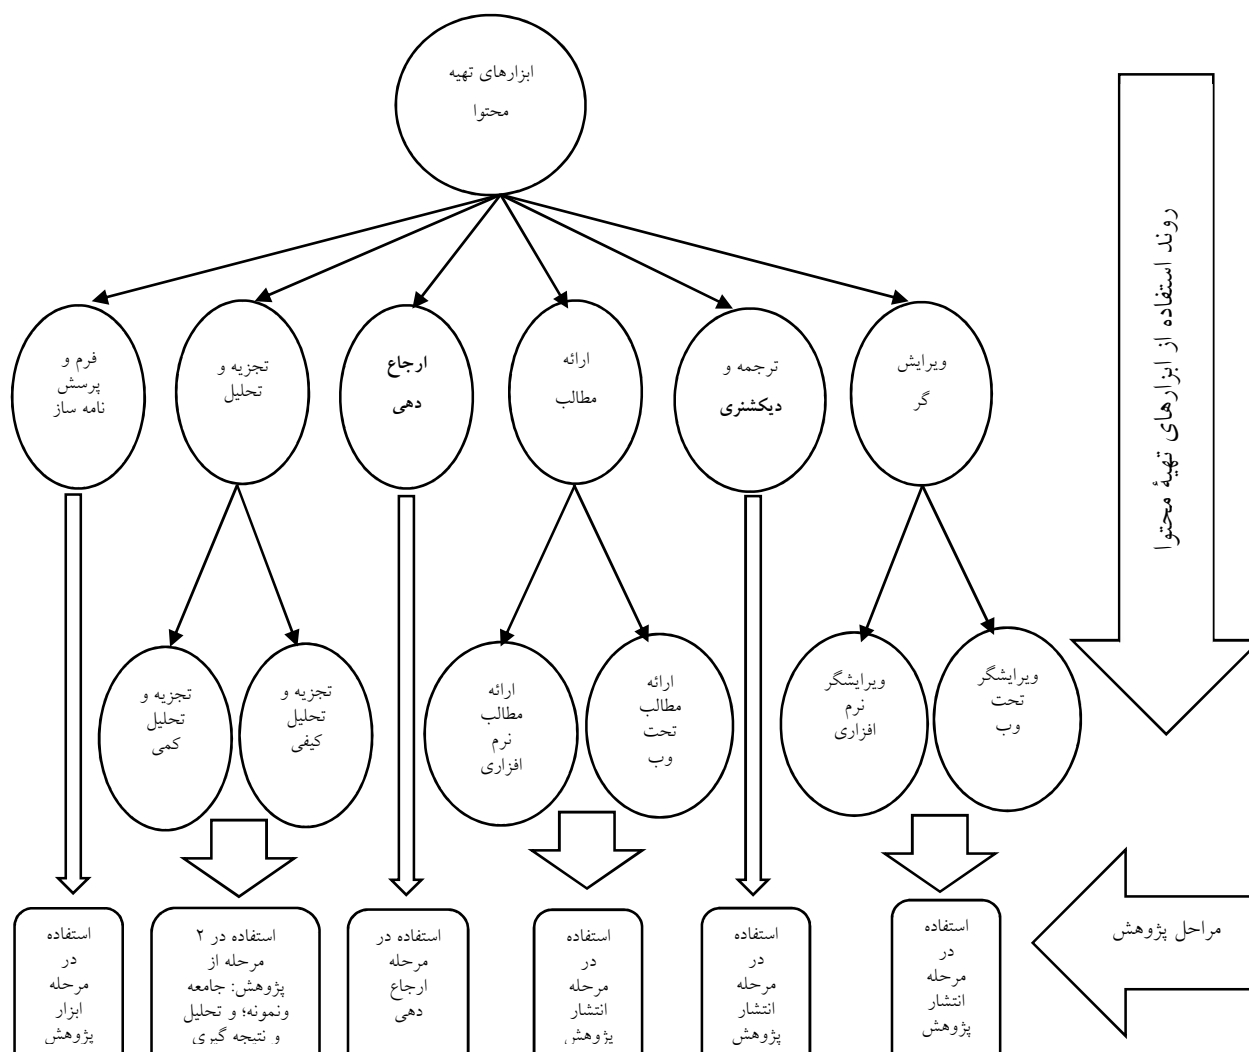 ابزارهای تهیه
محتوا
روند استفاده از ابزارهای تهیهٔ محتوا
ویرایش
گر
ترجمه و
دیکشنری
ارائه
مطالب
ارجاع
دهی
تجزیه و
تحلیل
فرم و
پرسش
نامه ساز
ویرایشگر
تحت
وب
ویرایشگر
نرم
افزاری
ارائه
مطالب
تحت
وب
ارائه
مطالب
نرم
افزاری
تجزیه و
تحلیل
کیفی
تجزیه و
تحلیل
کمی
مراحل پژوهش
استفاده
در
مرحله
انتشار
پژوهش
استفاده
در
مرحله
انتشار
پژوهش
استفاده
در
مرحله
انتشار
پژوهش
استفاده در
مرحله
ارجاع
دهی
استفاده در ۲
مرحله از
پژوهش: جامعه
ونمونه؛ و تحلیل
و نتیجه گیری
استفاده
در
مرحله
ابزار
پژوهش